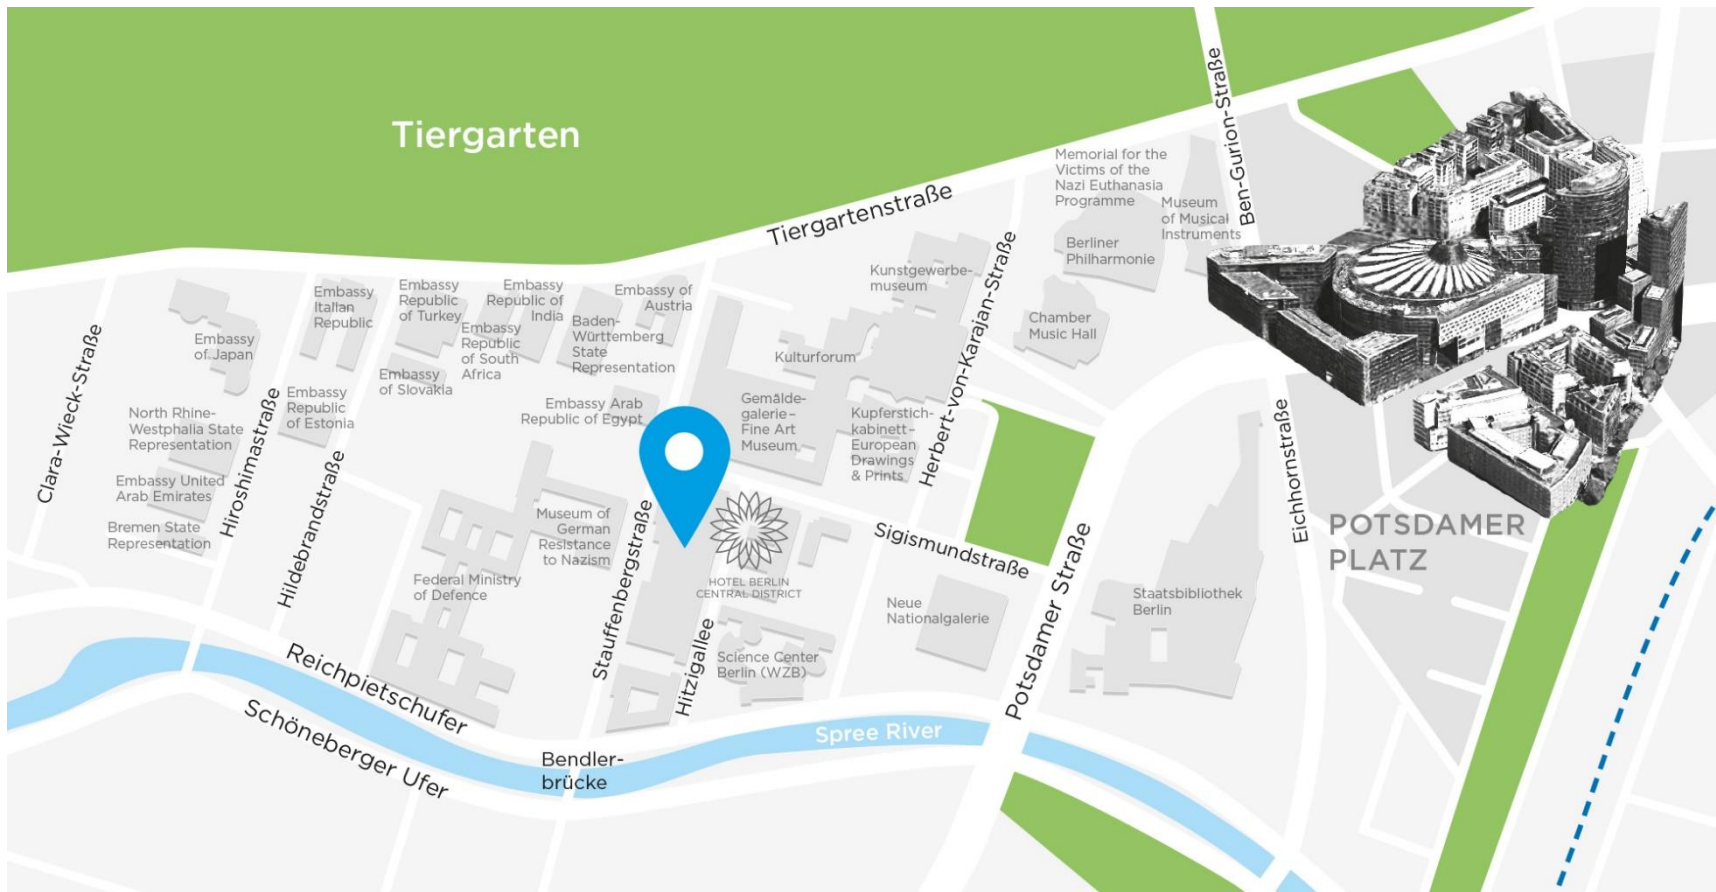 Tiergarten
Ben-Gurion-Straße
Tiergartenstraße
Memorial for the
Victims of the
Nazi Euthanasia
Programme
Museum
of Musical
Instruments
Berliner
Philharmonie
Kunstgewerbe-
museum
Herbert-von-Karajan-Straße
Chamber
Music Hall
Kulturforum
Embassy of
Austria
Embassy
Republic of
India
Embassy
Republic
of Turkey
Embassy
Italian
Republic
Baden-
Württemberg
State
Representation
Embassy
Republic
of South
Africa
Embassy
of Japan
Embassy
of Slovakia
Clara-Wieck-Straße
Embassy
Republic
of Estonia
Embassy Arab
Republic of Egypt
Gemälde-
galerie–
Fine Art
Museum
Kupferstich-
kabinett–
European
Drawings
& Prints
North Rhine-
Westphalia State
Representation
Hiroshimastraße
Embassy United
Arab Emirates
Bremen State
Representation
Hildebrandstraße
Museum of
German
Resistance
to Nazism
Federal Ministry
of Defence
Stauffenbergstraße
HOTEL BERLIN
CENTRAL DISTRICT
Sigismundstraße
Neue
Nationalgalerie
Potsdamer Straße
Staatsbibliothek
Berlin
Eichhornstraße
POTSDAMER
PLATZ
Hitzigallee
Science Center
Berlin (WZB)
Reichpietschufer
Schöneberger Ufer
Bendler-
brücke
Spree River